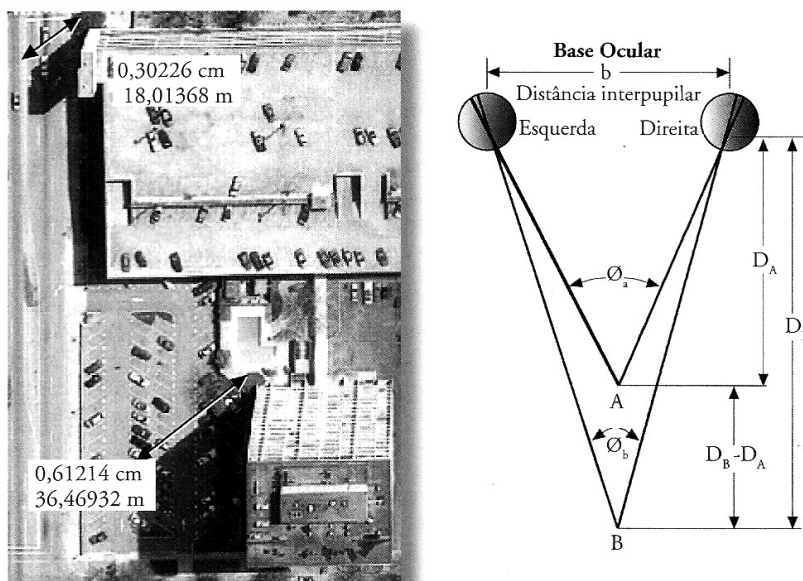 0,30226 cm
18,01368 m
0,61214 cm
36,46932 m
Base Ocular
b
Distância interpupilar
Esquerda
Direita
Øa
DA
A
Øb
DB-DA
B